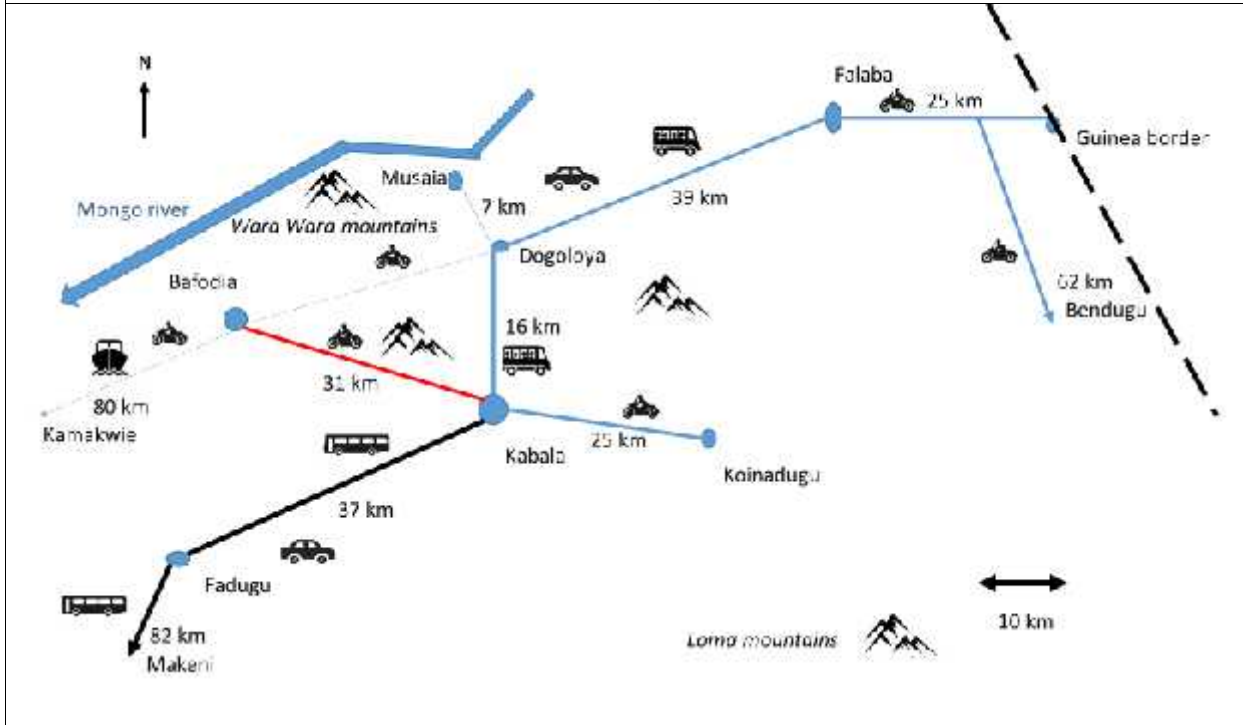 N
Falaba
25 km
Guinea border
Musaia
Mongo river
7 km
39 km
Wara Wara mountains
Dogoloya
Bafodia
62 km
Bendugu
16 km
31 km
80 km
Kamakwie
Kabala
25 km
Koinadugu
37 km
Fadugu
10 km
82 km
Makeni
Loma mountains